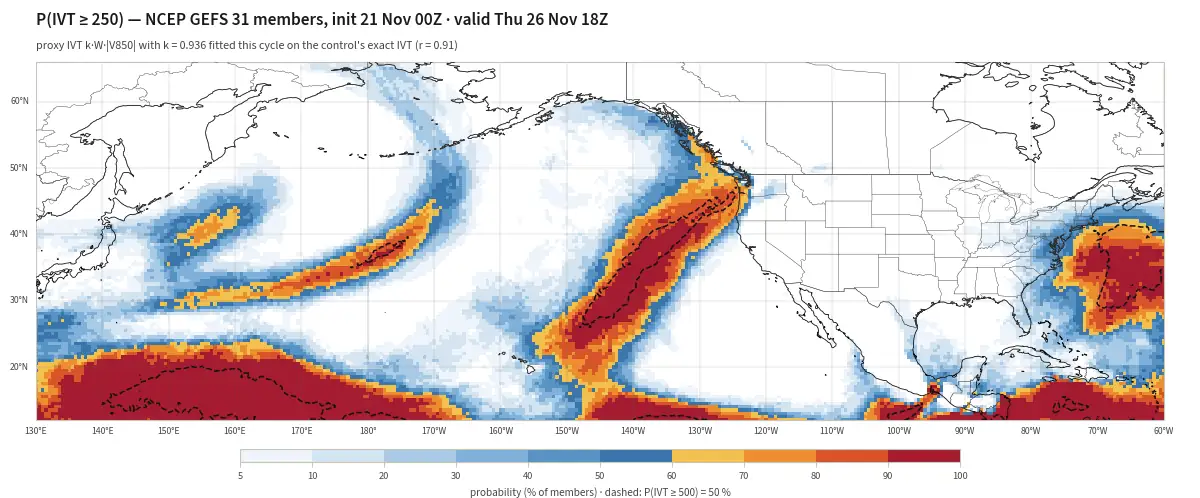 P(IVT ≥ 250) — NCEP GEFS 31 members, init 21 Nov 00Z · valid Thu 26 Nov 18Z
proxy IVT k·W·|V850| with k = 0.936 fitted this cycle on the control's exact IVT (r = 0.91)
60°N
50°N
40°N
30°N
20°N
130°E 140°E 150°E 160°E 170°E 180° 170°W 160°W 150°W 140°W 130°W 120°W 110°W 100°W 90°W 80°W 70°W 60°W
5 10 20 30 40 50 60 70 80 90 100
probability (% of members) · dashed: P(IVT ≥ 500) = 50 %